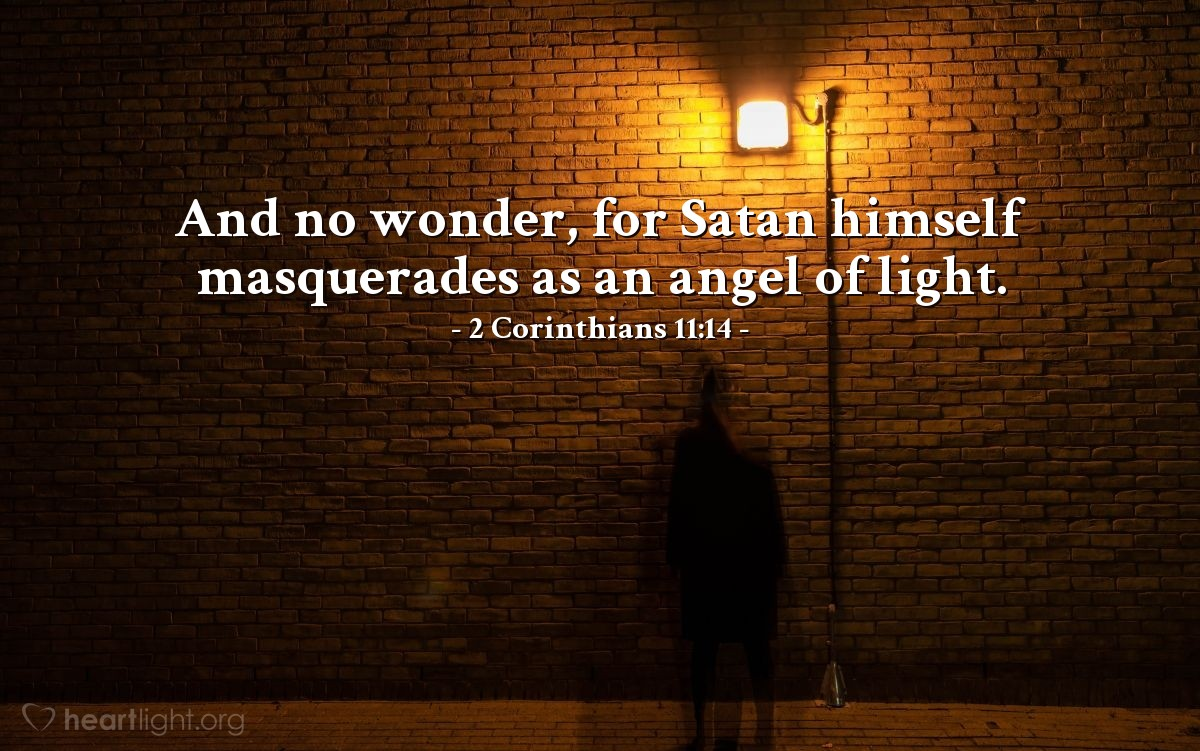 And no wonder, for Satan himself
masquerades as an angel of light.
- 2 Corinthians 11:14 -
heartlight.org